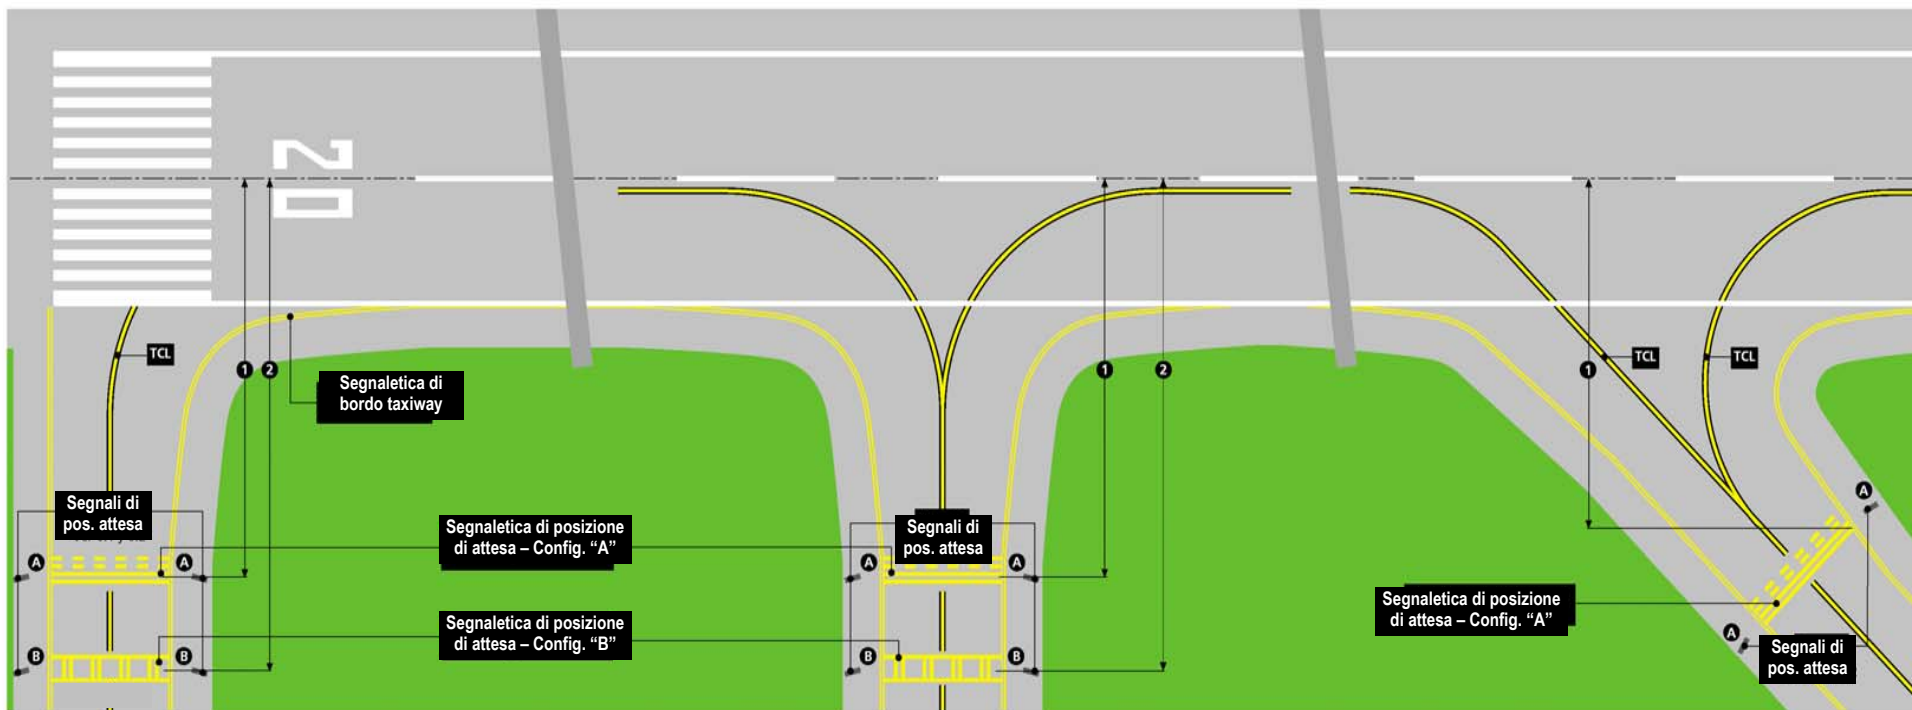 02
TCL
1
2
Segnaletica di
bordo taxiway
1
2
1
TCL
TCL
Segnali di
pos. attesa
Segnaletica di posizione
di attesa – Config. “A”
Segnali di
pos. attesa
A
A
A
A
A
A
Segnaletica di posizione
di attesa – Config. “A”
Segnaletica di posizione
di attesa – Config. “B”
B
B
B
B
Segnali di
pos. attesa